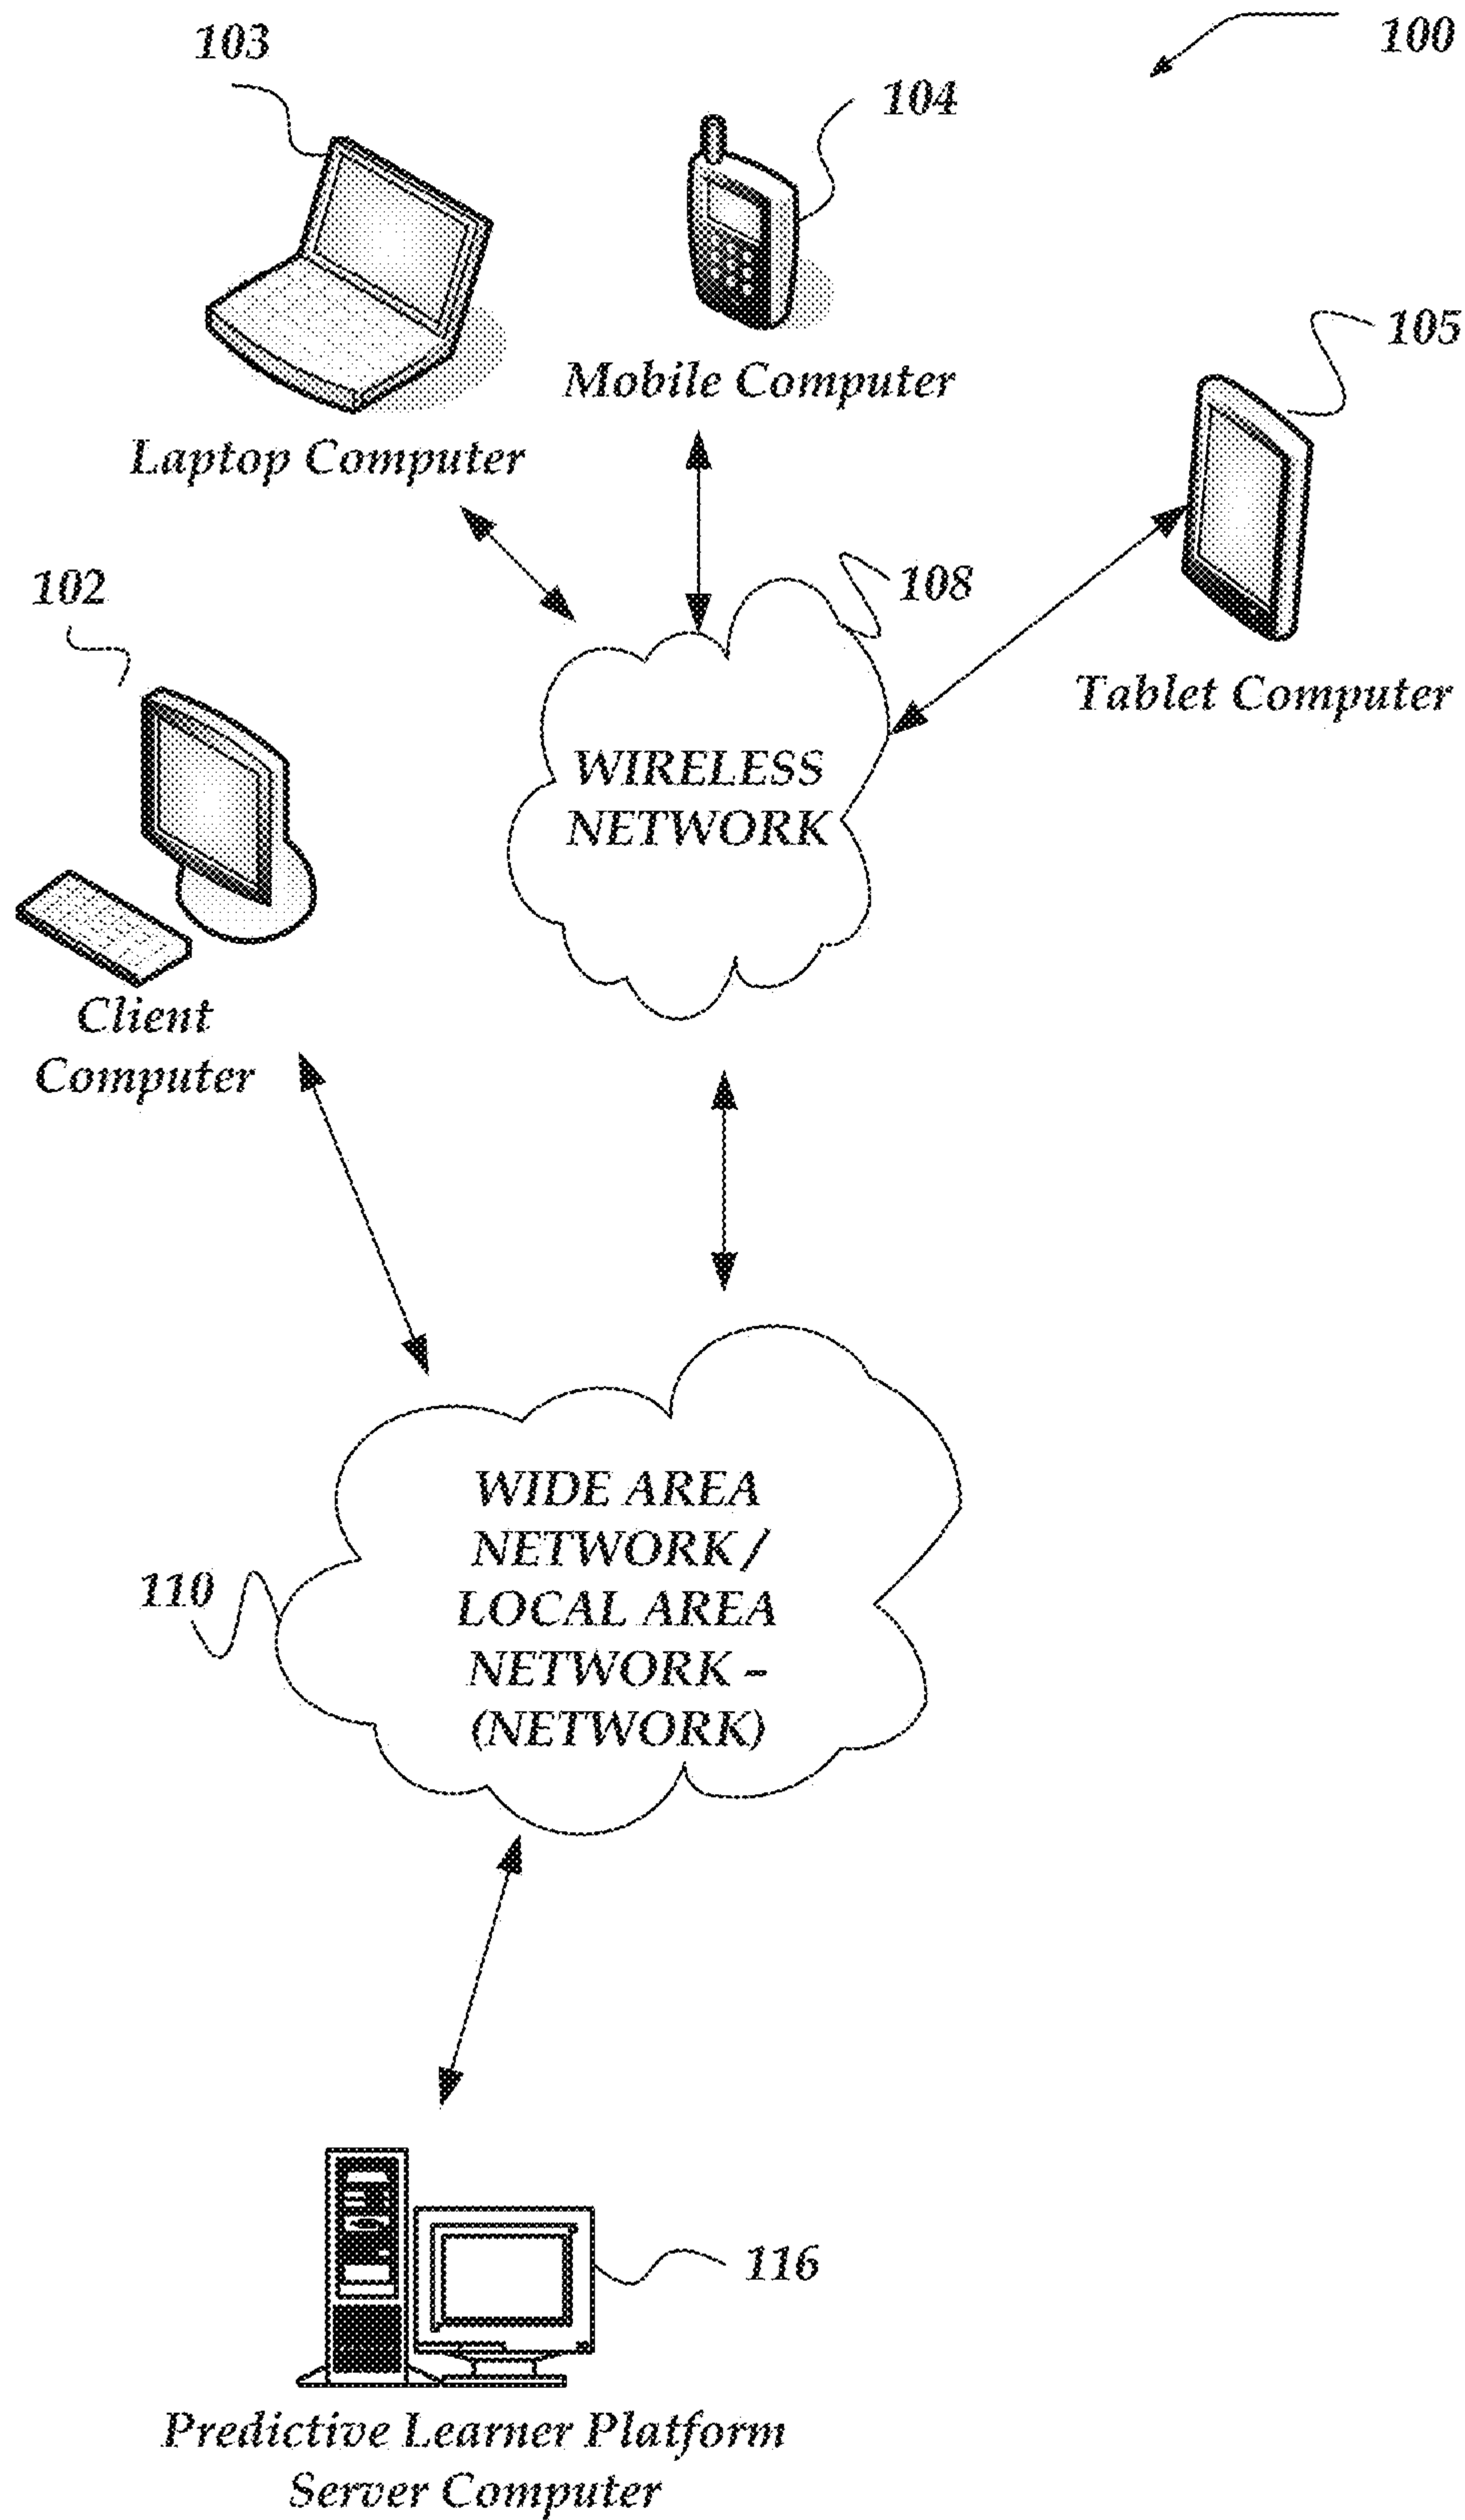 100
103
104
Mobile Computer
105
Laptop Computer
102
108
Tablet Computer
WIRELESS
NETWORK
Client
Computer
WIDE AREA
NETWORK /
LOCAL AREA
NETWORK –
(NETWORK)
110
116
Predictive Learner Platform
Server Computer